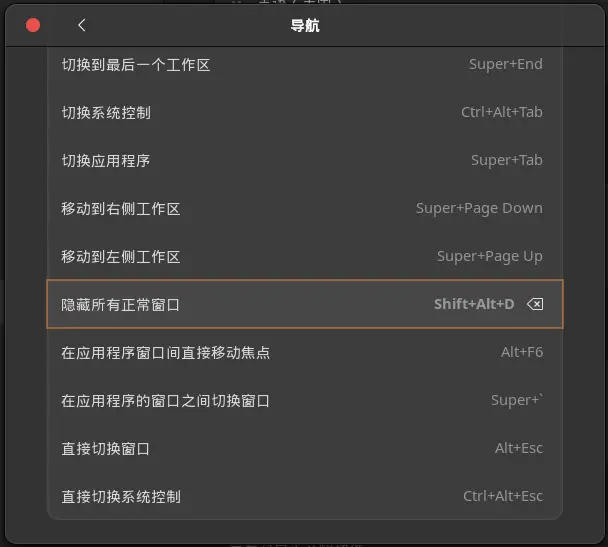 导航
切换到最后一个工作区 Super+End
切换系统控制 Ctrl+Alt+Tab
切换应用程序 Super+Tab
移动到右侧工作区 Super+Page Down
移动到左侧工作区 Super+Page Up
隐藏所有正常窗口 Shift+Alt+D
在应用程序窗口间直接移动焦点 Alt+F6
在应用程序的窗口之间切换窗口 Super+`
直接切换窗口 Alt+Esc
直接切换系统控制 Ctrl+Alt+Esc